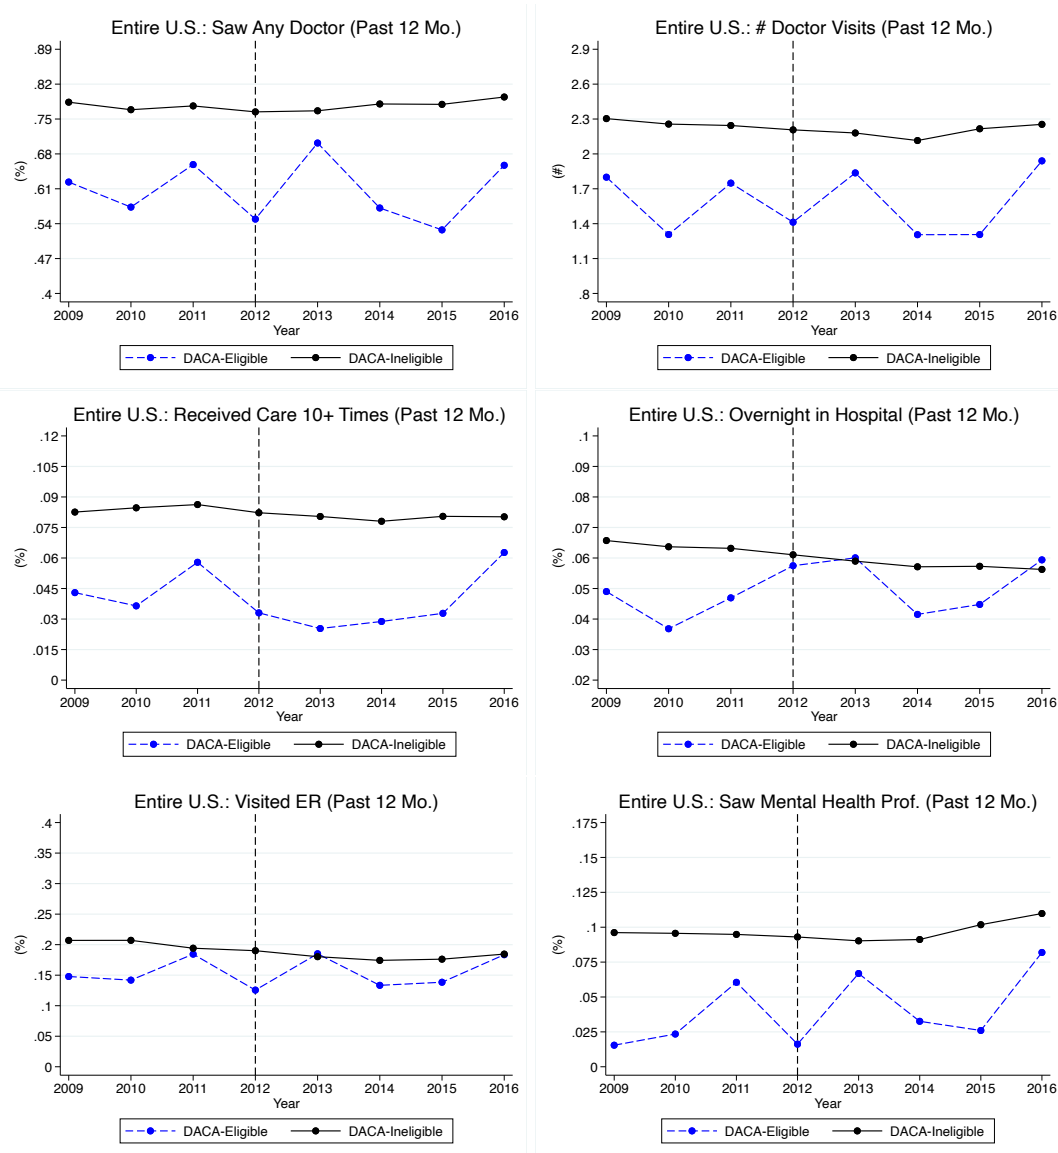 Entire U.S.: Saw Any Doctor (Past 12 Mo.)
.89
.82
.75
.68
.61
.54
.47
.4
(%)
2009 2010 2011 2012 2013 2014 2015 2016
Year
DACA-Eligible DACA-Ineligible
Entire U.S.: # Doctor Visits (Past 12 Mo.)
2.9
2.6
2.3
2
1.7
1.4
1.1
.8
(#)
2009 2010 2011 2012 2013 2014 2015 2016
Year
DACA-Eligible DACA-Ineligible
Entire U.S.: Received Care 10+ Times (Past 12 Mo.)
.12
.105
.09
.075
.06
.045
.03
.015
0
(%)
2009 2010 2011 2012 2013 2014 2015 2016
Year
DACA-Eligible DACA-Ineligible
Entire U.S.: Overnight in Hospital (Past 12 Mo.)
.1
.09
.08
.07
.06
.05
.04
.03
.02
(%)
2009 2010 2011 2012 2013 2014 2015 2016
Year
DACA-Eligible DACA-Ineligible
Entire U.S.: Visited ER (Past 12 Mo.)
.4
.35
.3
.25
.2
.15
.1
.05
0
(%)
2009 2010 2011 2012 2013 2014 2015 2016
Year
DACA-Eligible DACA-Ineligible
Entire U.S.: Saw Mental Health Prof. (Past 12 Mo.)
.175
.15
.125
.1
.075
.05
.025
0
(%)
2009 2010 2011 2012 2013 2014 2015 2016
Year
DACA-Eligible DACA-Ineligible